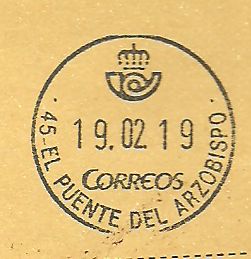 19.02 19
CORREOS
· 45-EL PUENTE DEL ARZOBISPO ·